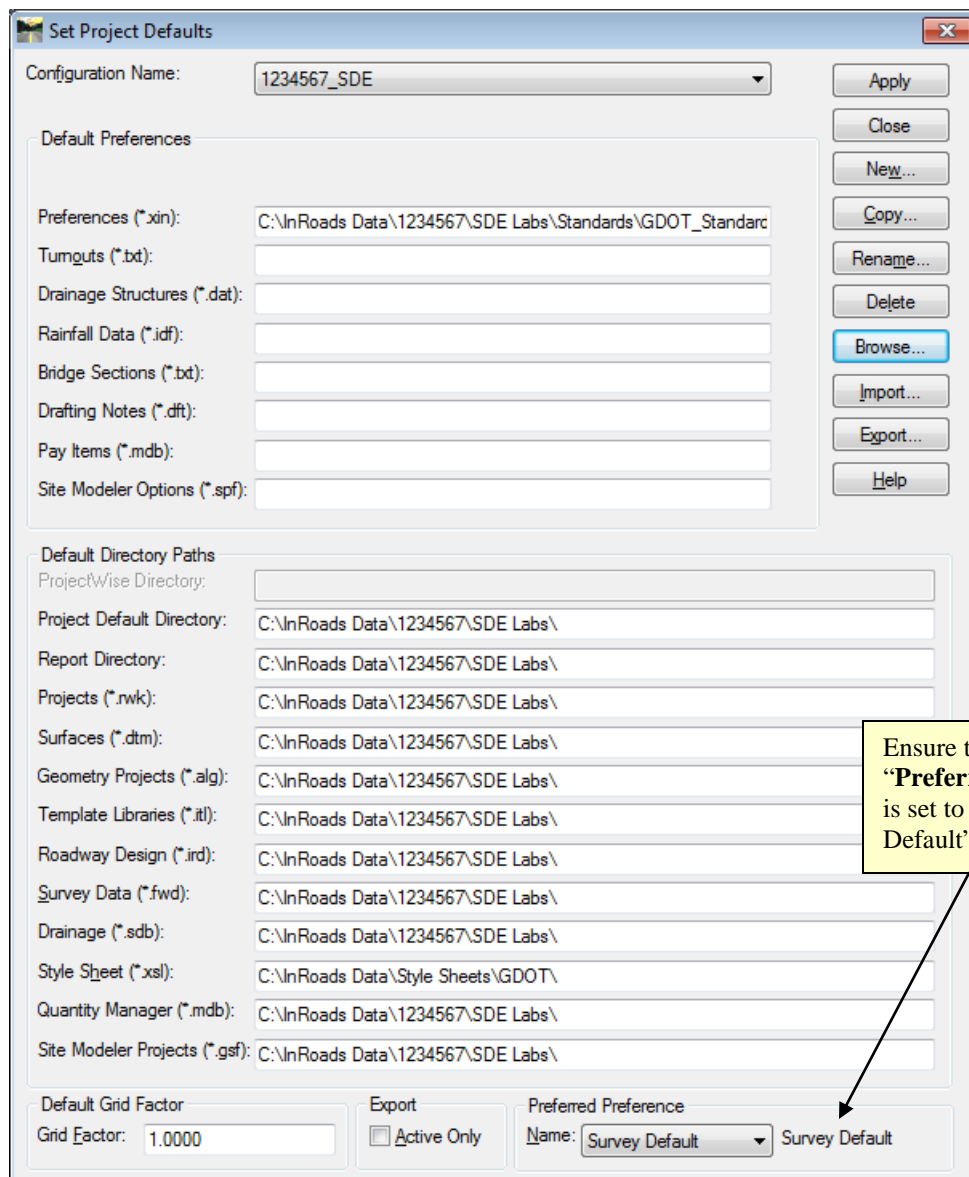 Set Project Defaults
Configuration Name: 1234567_SDE
Apply
Close
New...
Copy...
Rename...
Delete
Browse...
Import...
Export...
Help
Default Preferences
Preferences (*.xin): C:\InRoads Data\1234567\SDE Labs\Standards\GDOT_Standard
Turnouts (*.txt):
Drainage Structures (*.dat):
Rainfall Data (*.idf):
Bridge Sections (*.txt):
Drafting Notes (*.dft):
Pay Items (*.mdb):
Site Modeler Options (*.spf):
Default Directory Paths
ProjectWise Directory:
Project Default Directory: C:\InRoads Data\1234567\SDE Labs\
Report Directory: C:\InRoads Data\1234567\SDE Labs\
Projects (*.rwk): C:\InRoads Data\1234567\SDE Labs\
Surfaces (*.dtm): C:\InRoads Data\1234567\SDE Labs\
Geometry Projects (*.alg): C:\InRoads Data\1234567\SDE Labs\
Template Libraries (*.itl): C:\InRoads Data\1234567\SDE Labs\
Roadway Design (*.ird): C:\InRoads Data\1234567\SDE Labs\
Survey Data (*.fwd): C:\InRoads Data\1234567\SDE Labs\
Drainage (*.sdb): C:\InRoads Data\1234567\SDE Labs\
Style Sheet (*.xsl): C:\InRoads Data\Style Sheets\GDOT\
Quantity Manager (*.mdb): C:\InRoads Data\1234567\SDE Labs\
Site Modeler Projects (*.gsf): C:\InRoads Data\1234567\SDE Labs\
Ensure
“Prefer
is set to
Default”
Default Grid Factor
Grid Factor: 1.0000
Export
Active Only
Preferred Preference
Name: Survey Default Survey Default